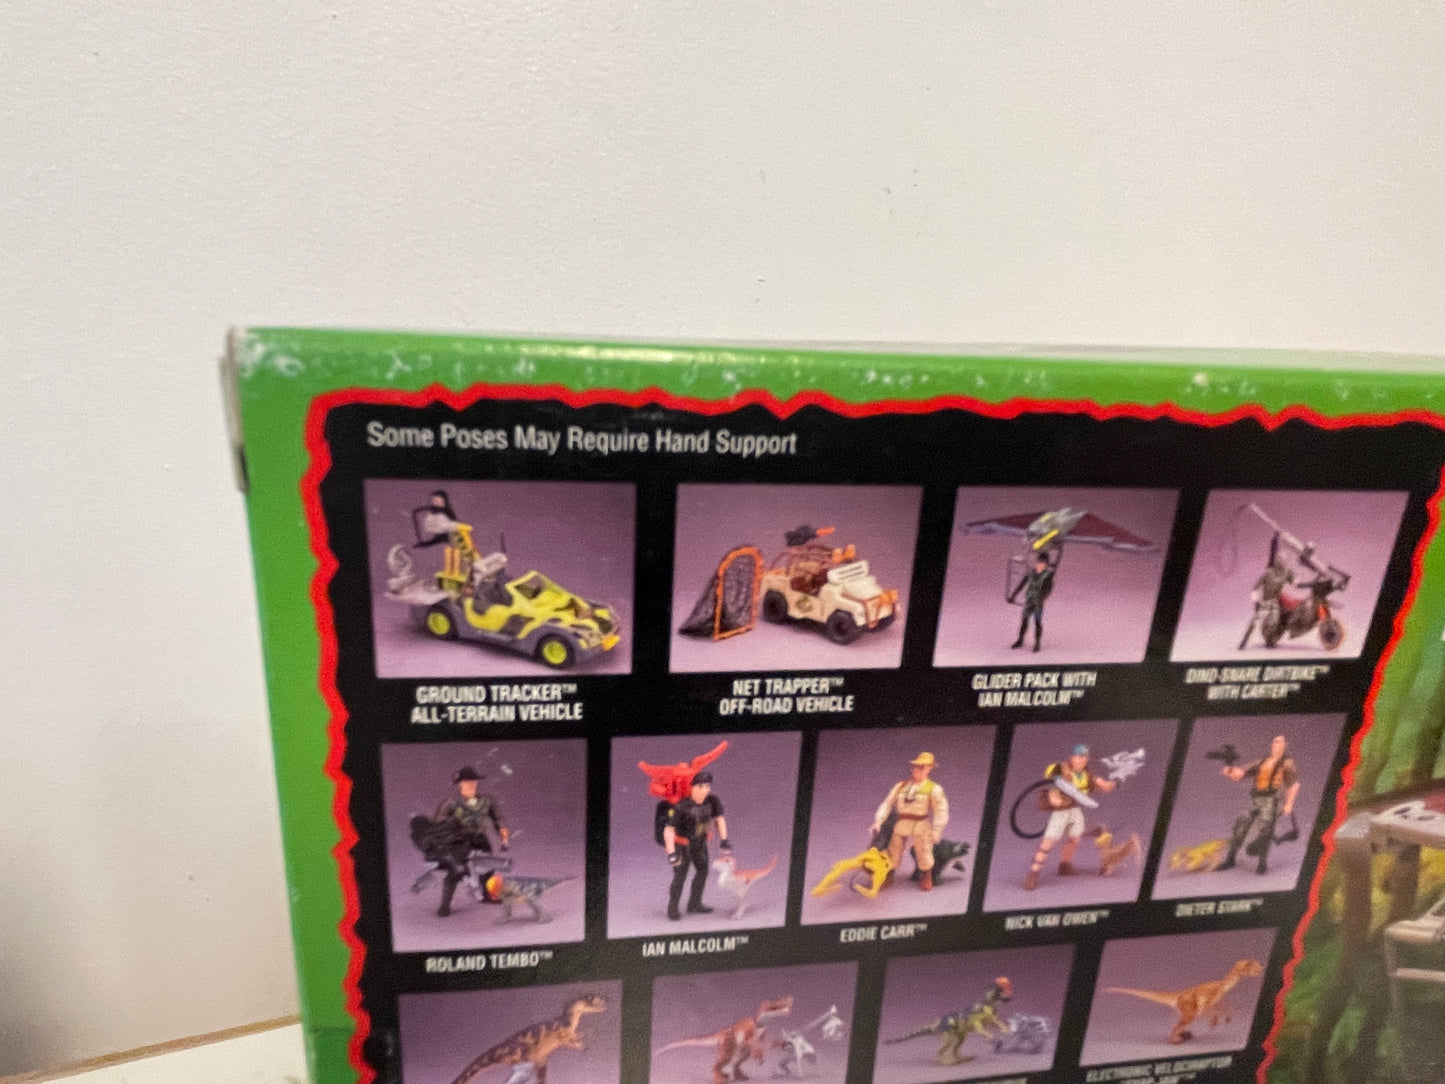 Some Poses May Require Hand Support
GROUND TRACKER™
ALL-TERRAIN VEHICLE
NET TRAPPER™
OFF-ROAD VEHICLE
GLIDER PACK WITH
IAN MALCOLM™
DINO-SNARE DIRTBIKE™
WITH CARTER™
ROLAND TEMBO™
IAN MALCOLM™
EDDIE CARR™
NICK VAN OWEN™
DIETER STARK™
ELECTRONIC VELOCIRAPTOR